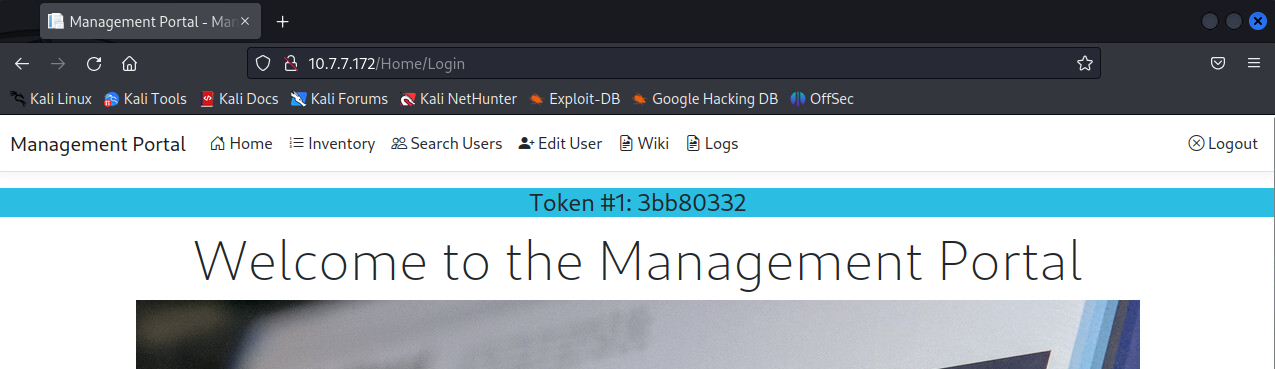 Management Portal - Man
10.7.7.172/Home/Login
Kali Linux Kali Tools Kali Docs Kali Forums Kali NetHunter Exploit-DB Google Hacking DB OffSec
Management Portal Home Inventory Search Users Edit User Wiki Logs Logout
Token #1: 3bb80332
Welcome to the Management Portal